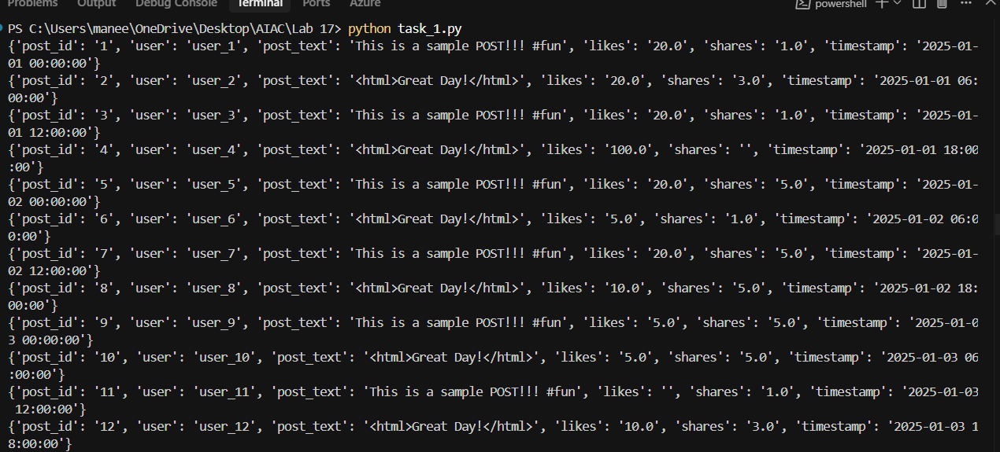 Problems Output Debug Console Terminal Ports Azure powershell
PS C:\Users\manee\OneDrive\Desktop\AIAC\Lab 17> python task_1.py
{'post_id': '1', 'user': 'user_1', 'post_text': 'This is a sample POST!!! #fun', 'likes': '20.0', 'shares': '1.0', 'timestamp': '2025-01-
01 00:00:00'}
{'post_id': '2', 'user': 'user_2', 'post_text': '<html>Great Day!</html>', 'likes': '20.0', 'shares': '3.0', 'timestamp': '2025-01-01 06:
00:00'}
{'post_id': '3', 'user': 'user_3', 'post_text': 'This is a sample POST!!! #fun', 'likes': '20.0', 'shares': '1.0', 'timestamp': '2025-01-
01 12:00:00'}
{'post_id': '4', 'user': 'user_4', 'post_text': '<html>Great Day!</html>', 'likes': '100.0', 'shares': '', 'timestamp': '2025-01-01 18:00
:00'}
{'post_id': '5', 'user': 'user_5', 'post_text': 'This is a sample POST!!! #fun', 'likes': '20.0', 'shares': '5.0', 'timestamp': '2025-01-
02 00:00:00'}
{'post_id': '6', 'user': 'user_6', 'post_text': '<html>Great Day!</html>', 'likes': '5.0', 'shares': '1.0', 'timestamp': '2025-01-02 06:0
0:00'}
{'post_id': '7', 'user': 'user_7', 'post_text': 'This is a sample POST!!! #fun', 'likes': '20.0', 'shares': '5.0', 'timestamp': '2025-01-
02 12:00:00'}
{'post_id': '8', 'user': 'user_8', 'post_text': '<html>Great Day!</html>', 'likes': '10.0', 'shares': '5.0', 'timestamp': '2025-01-02 18:
00:00'}
{'post_id': '9', 'user': 'user_9', 'post_text': 'This is a sample POST!!! #fun', 'likes': '5.0', 'shares': '5.0', 'timestamp': '2025-01-0
3 00:00:00'}
{'post_id': '10', 'user': 'user_10', 'post_text': '<html>Great Day!</html>', 'likes': '5.0', 'shares': '5.0', 'timestamp': '2025-01-03 06
:00:00'}
{'post_id': '11', 'user': 'user_11', 'post_text': 'This is a sample POST!!! #fun', 'likes': '', 'shares': '1.0', 'timestamp': '2025-01-03
 12:00:00'}
{'post_id': '12', 'user': 'user_12', 'post_text': '<html>Great Day!</html>', 'likes': '10.0', 'shares': '3.0', 'timestamp': '2025-01-03 1
8:00:00'}